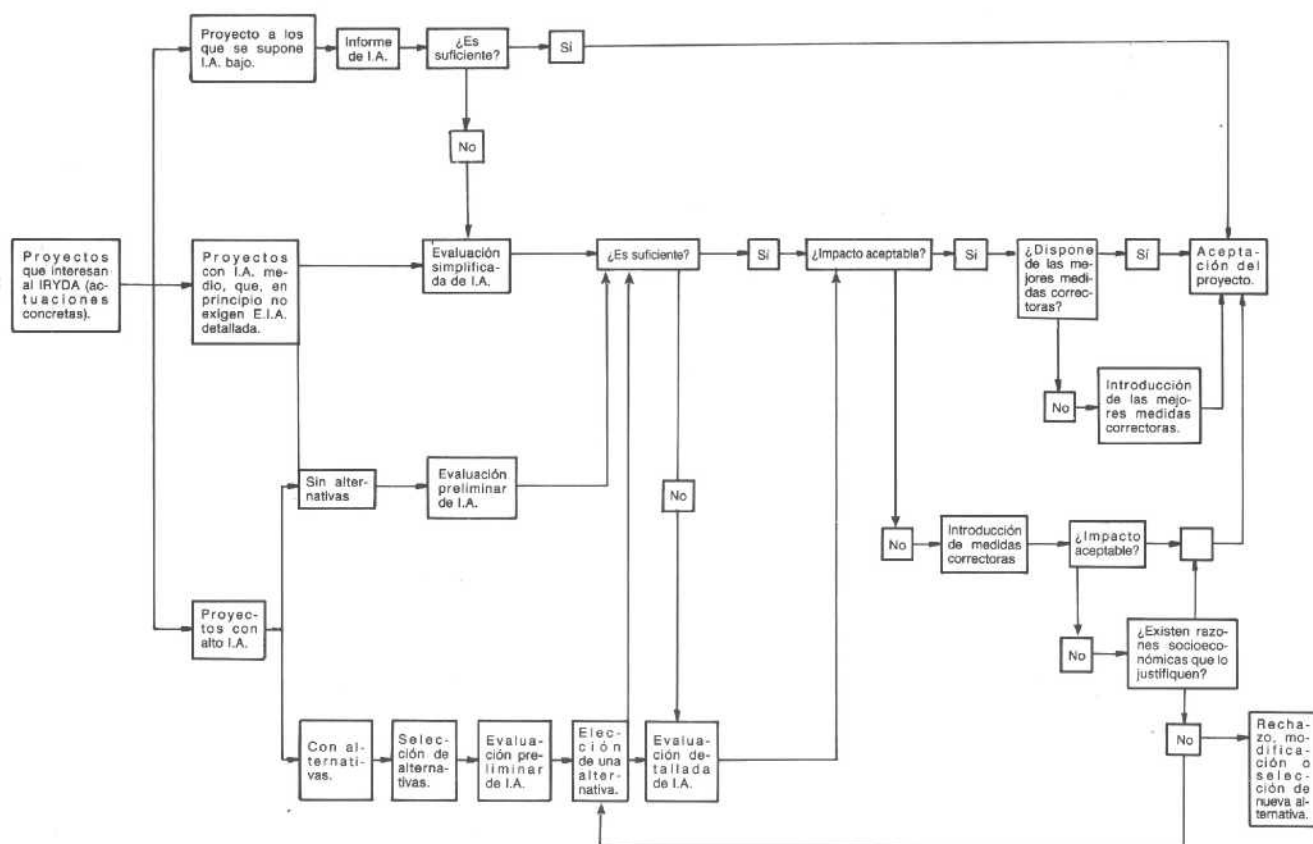 Proyecto a los
que se supone
I.A. bajo.
Informe
de I.A.
¿Es
suficiente?
Sí
No
Proyectos
que interesan
al IRYDA (ac-
tuaciones
concretas).
Proyectos
con I.A. me-
dio, que, en
principio no
exigen E.I.A.
detallada.
Evaluación
simplifica-
da de I.A.
¿Es suficiente?
Sí
¿Impacto aceptable?
Sí
¿Dispone
de las me-
jores medi-
das correc-
toras?
Sí
Acepta-
ción del
proyecto.
No
Introducción
de las mejo-
res medidas
correctoras.
Sin alter-
nativas
Evaluación
preliminar
de I.A.
No
No
Introducción
de medidas
correctoras
¿Impacto
aceptable?
Proyec-
tos con
alto I.A.
No
¿Existen razo-
nes socioeco-
nómicas que lo
justifiquen?
Con al-
ternati-
vas.
Selec-
ción de
alterna-
tivas.
Evalua-
ción pre-
liminar
de I.A.
Elec-
ción
de una
alter-
nativa.
Evalua-
ción de-
tallada
de I.A.
No
Recha-
zo, mo-
difica-
ción o
selec-
ción de
nueva al-
ternativa.